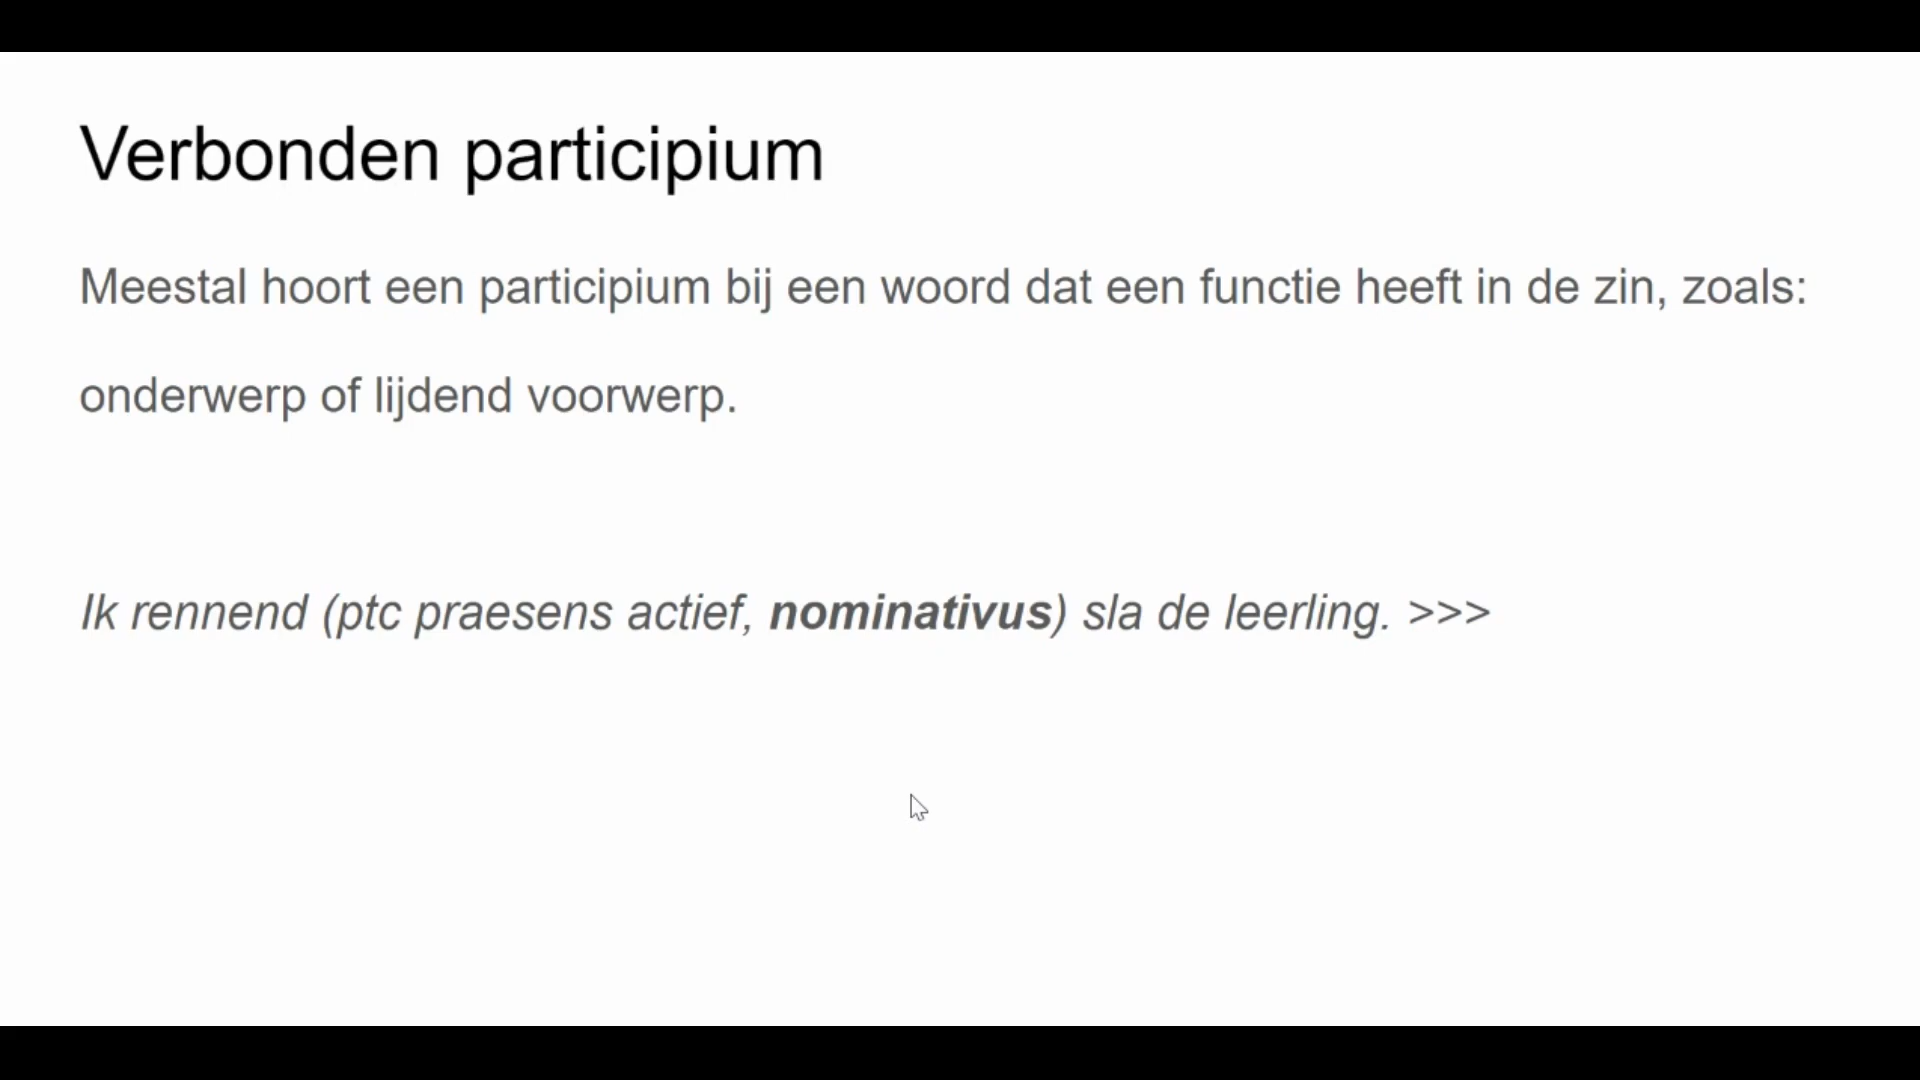 Verbonden participium
Meestal hoort een participium bij een woord dat een functie heeft in de zin, zoals:
onderwerp of lijdend voorwerp.
Ik rennend (ptc praesens actief, nominativus) sla de leerling. >>>